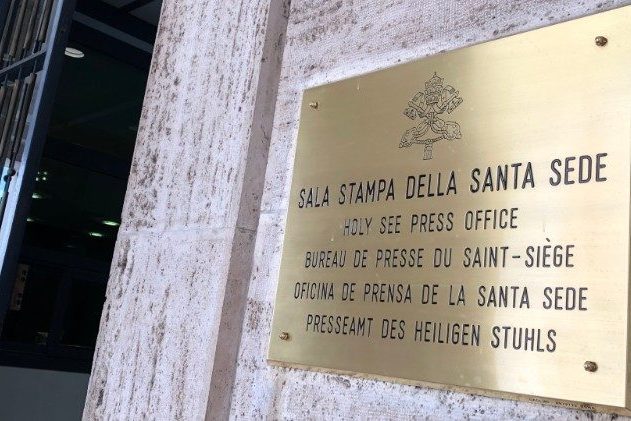 SALA STAMPA DELLA SANTA SEDE
HOLY SEE PRESS OFFICE
BUREAU DE PRESSE DU SAINT-SIÈGE
OFICINA DE PRENSA DE LA SANTA SEDE
PRESSEAMT DES HEILIGEN STUHLS